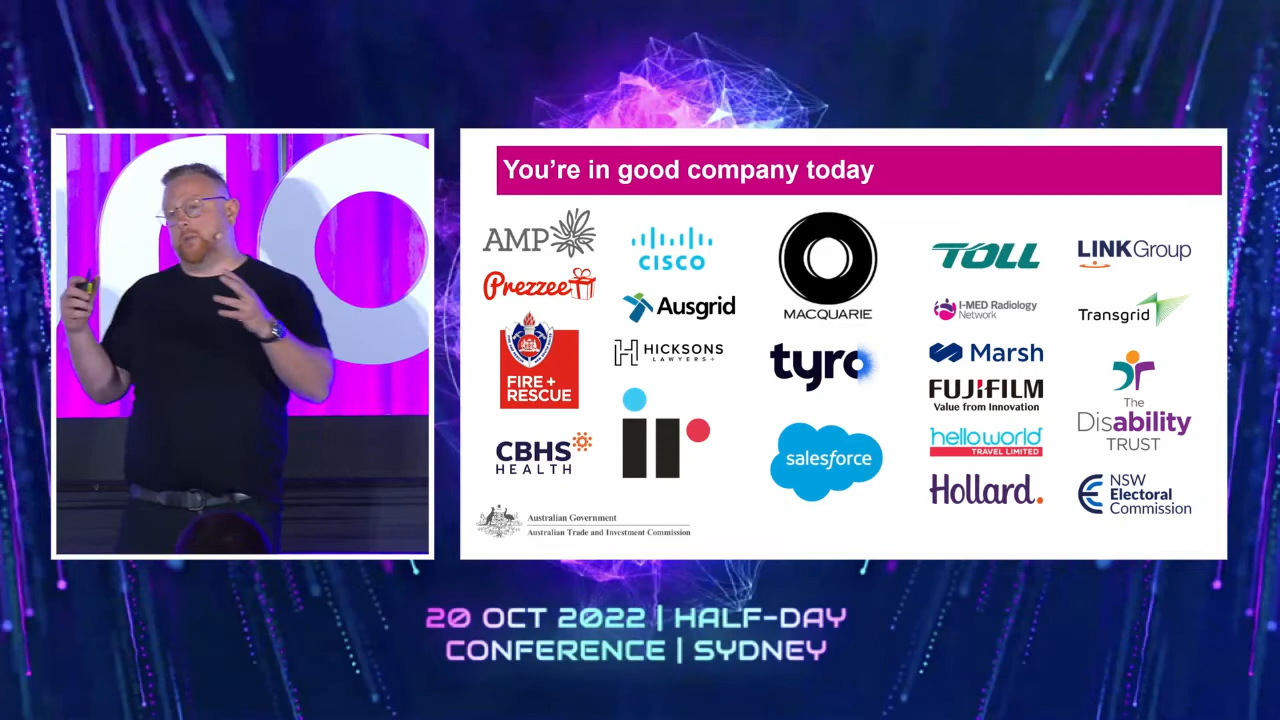 You're in good company today
AMP
Prezzee
FIRE +
RESCUE
CBHS
HEALTH
Australian Government
Australian Trade and Investment Commission
CISCO
Ausgrid
HICKSONS
LAWYERS+
ir
MACQUARIE
tyro
salesforce
TOLL
I-MED Radiology
Network
Marsh
FUJIFILM
Value from Innovation
helloworld
TRAVEL LIMITED
Hollard.
LINKGroup
Transgrid
The
Disability
TRUST
NSW
Electoral
Commission
20 OCT 2022 | HALF-DAY
CONFERENCE | SYDNEY